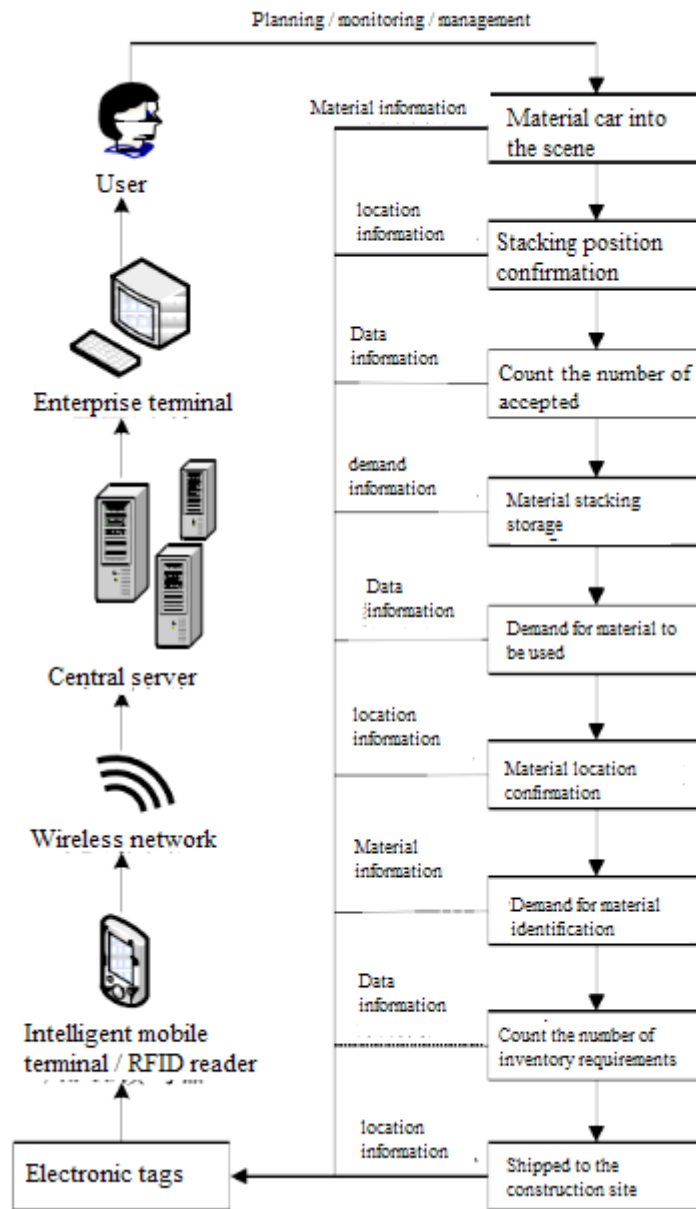 Planning / monitoring / management
Material information
Material car into
the scene
User
location
information
Stacking position
confirmation
Data
information
Count the number of
accepted
Enterprise terminal
demand
information
Material stacking
storage
Data
information
Demand for material to
be used
Central server
location
information
Material location
confirmation
Wireless network
Material
information
Demand for material
identification
Data
information
Count the number of
inventory requirements
Intelligent mobile
terminal / RFID reader
location
information
Shipped to the
construction site
Electronic tags